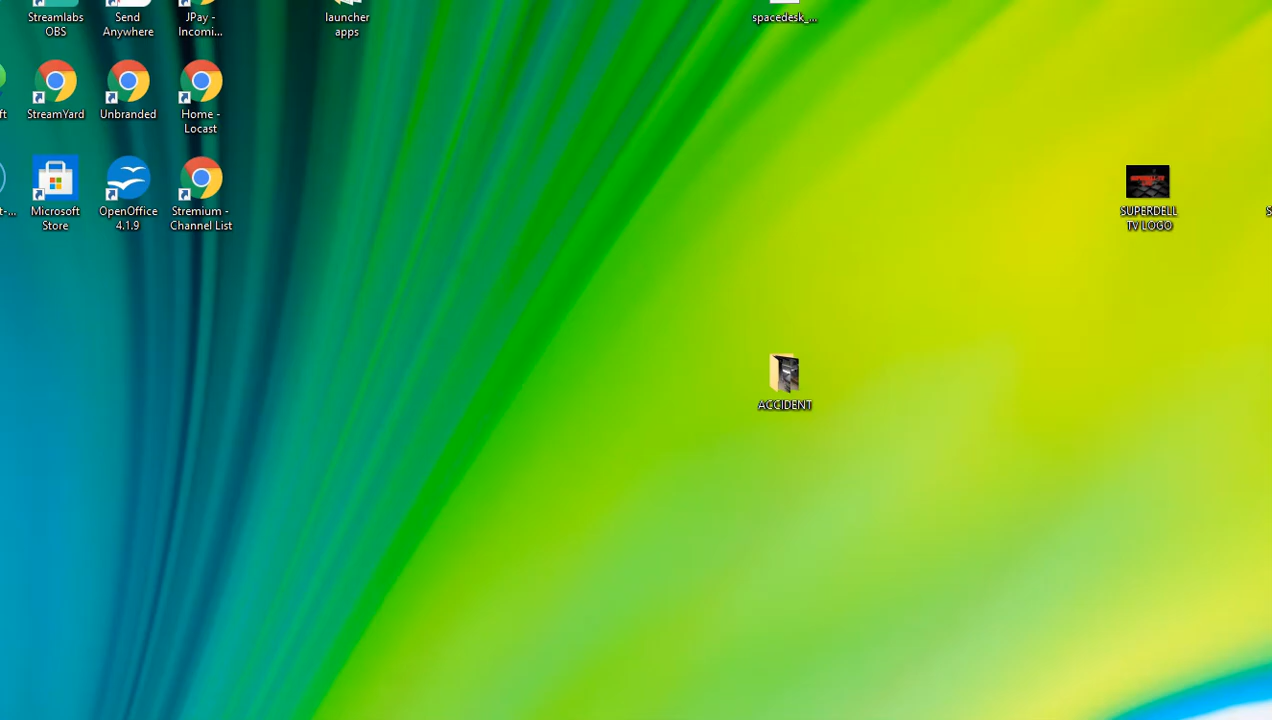 Streamlabs
OBS
Send
Anywhere
JPay -
Incomi...
launcher
apps
spacedesk_...
StreamYard
Unbranded
Home -
Locast
Microsoft
Store
OpenOffice
4.1.9
Stremium -
Channel List
SUPERDELL
TV LOGO
ACCIDENT